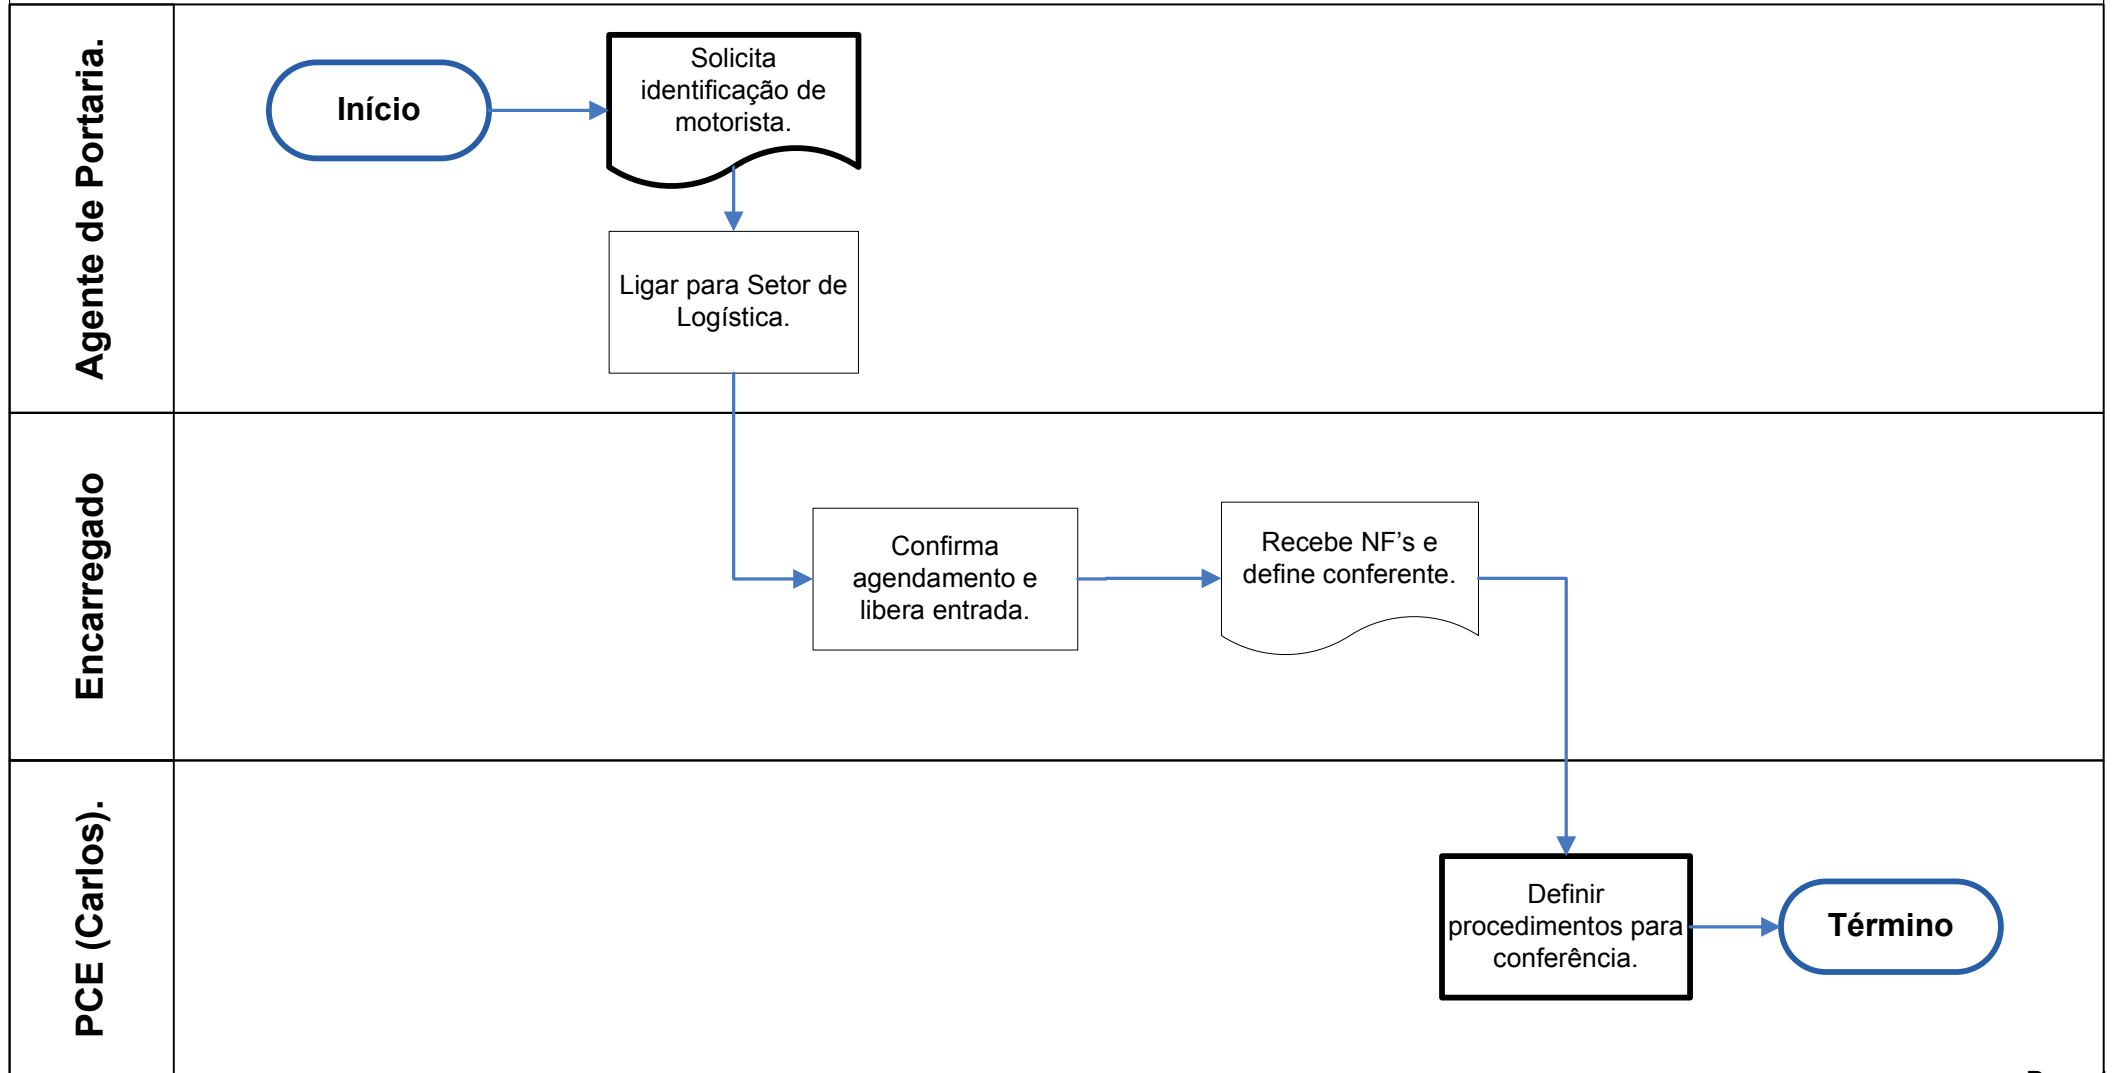 Agente de Portaria.
Início
Solicita
identificação de
motorista.
Ligar para Setor de
Logística.
Encarregado
Confirma
agendamento e
libera entrada.
Recebe NF’s e
define conferente.
PCE (Carlos).
Definir
procedimentos para
conferência.
Término